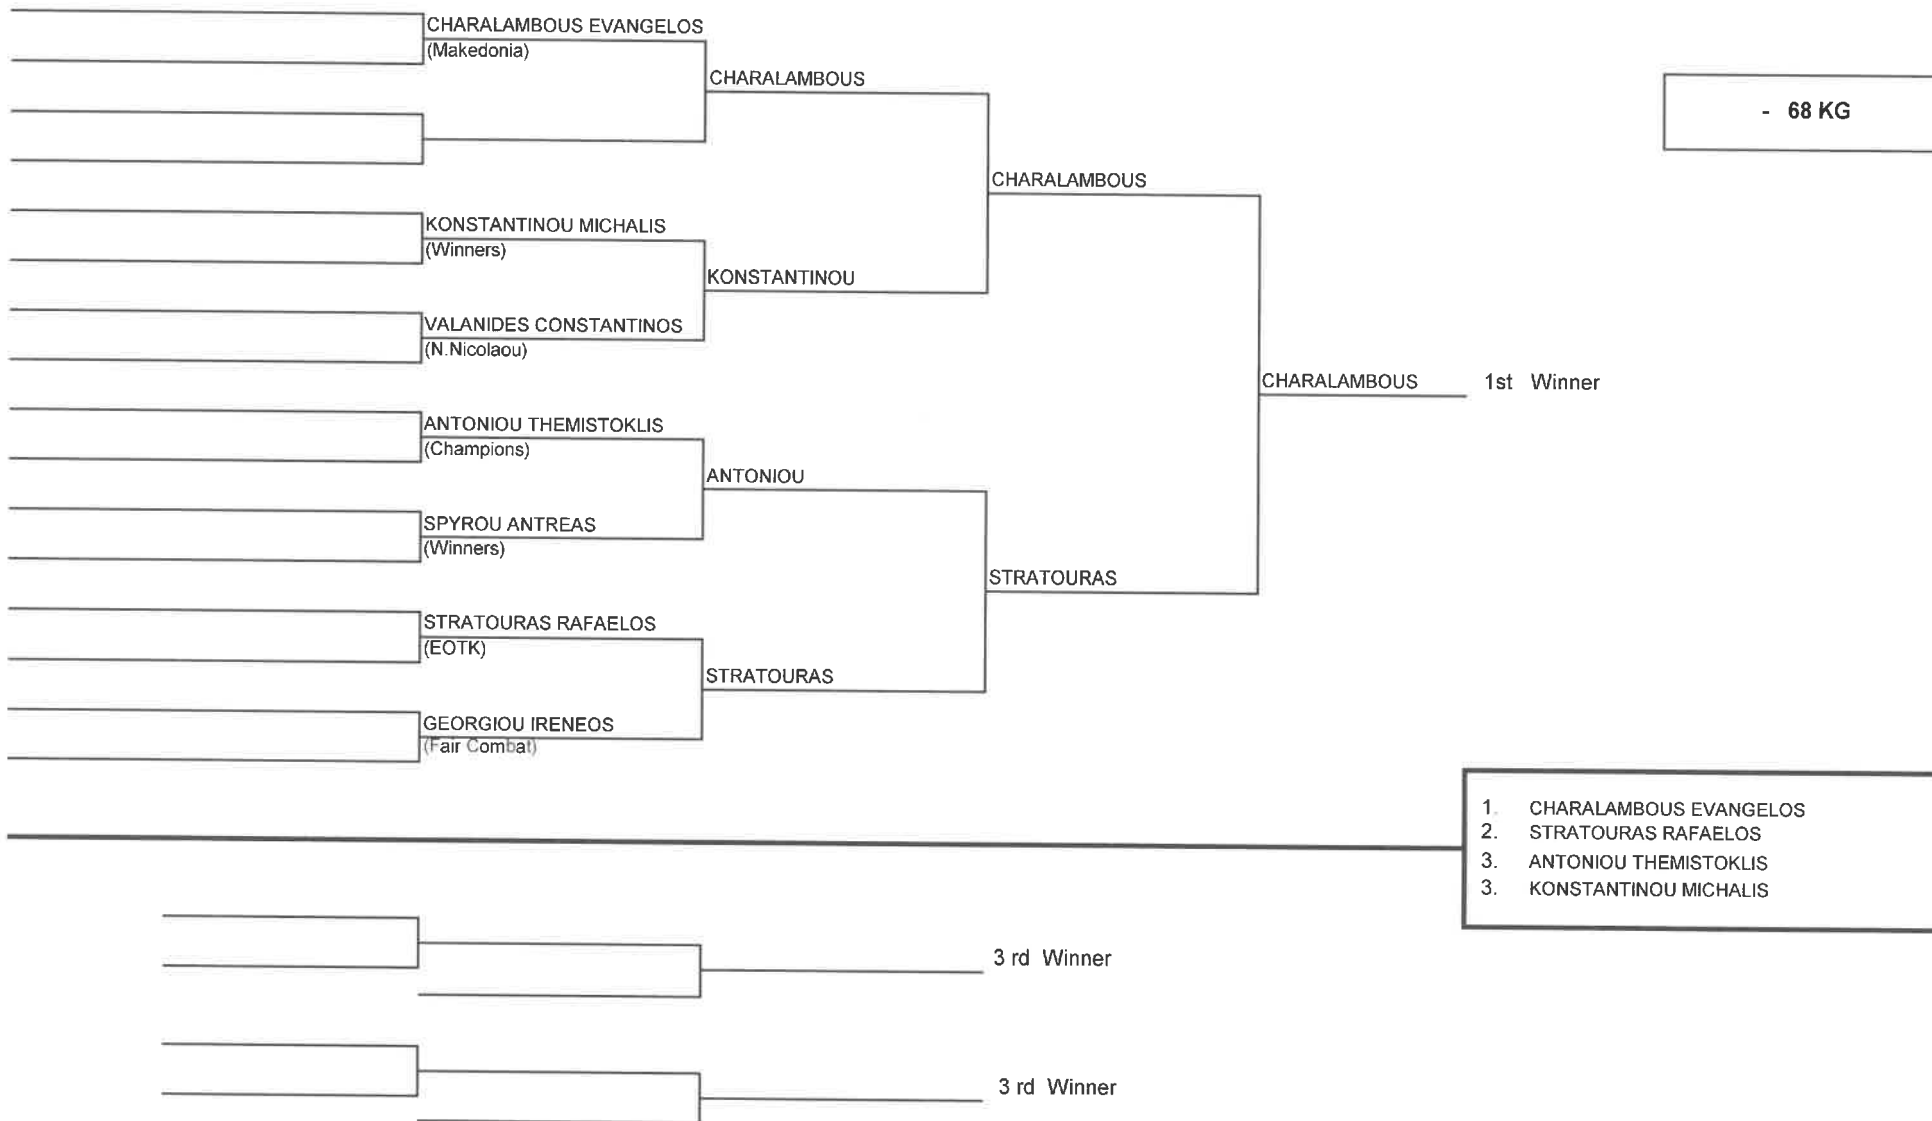 CHARALAMBOUS EVANGELOS
(Makedonia)
CHARALAMBOUS
- 68 KG
CHARALAMBOUS
KONSTANTINOU MICHALIS
(Winners)
KONSTANTINOU
VALANIDES CONSTANTINOS
(N.Nicolaou)
CHARALAMBOUS
1st Winner
ANTONIOU THEMISTOKLIS
(Champions)
ANTONIOU
SPYROU ANTREAS
(Winners)
STRATOURAS
STRATOURAS RAFAELOS
(EOTK)
STRATOURAS
GEORGIOU IRENEOS
(Fair Combat)
1. CHARALAMBOUS EVANGELOS
2. STRATOURAS RAFAELOS
3. ANTONIOU THEMISTOKLIS
3. KONSTANTINOU MICHALIS
3 rd Winner
3 rd Winner